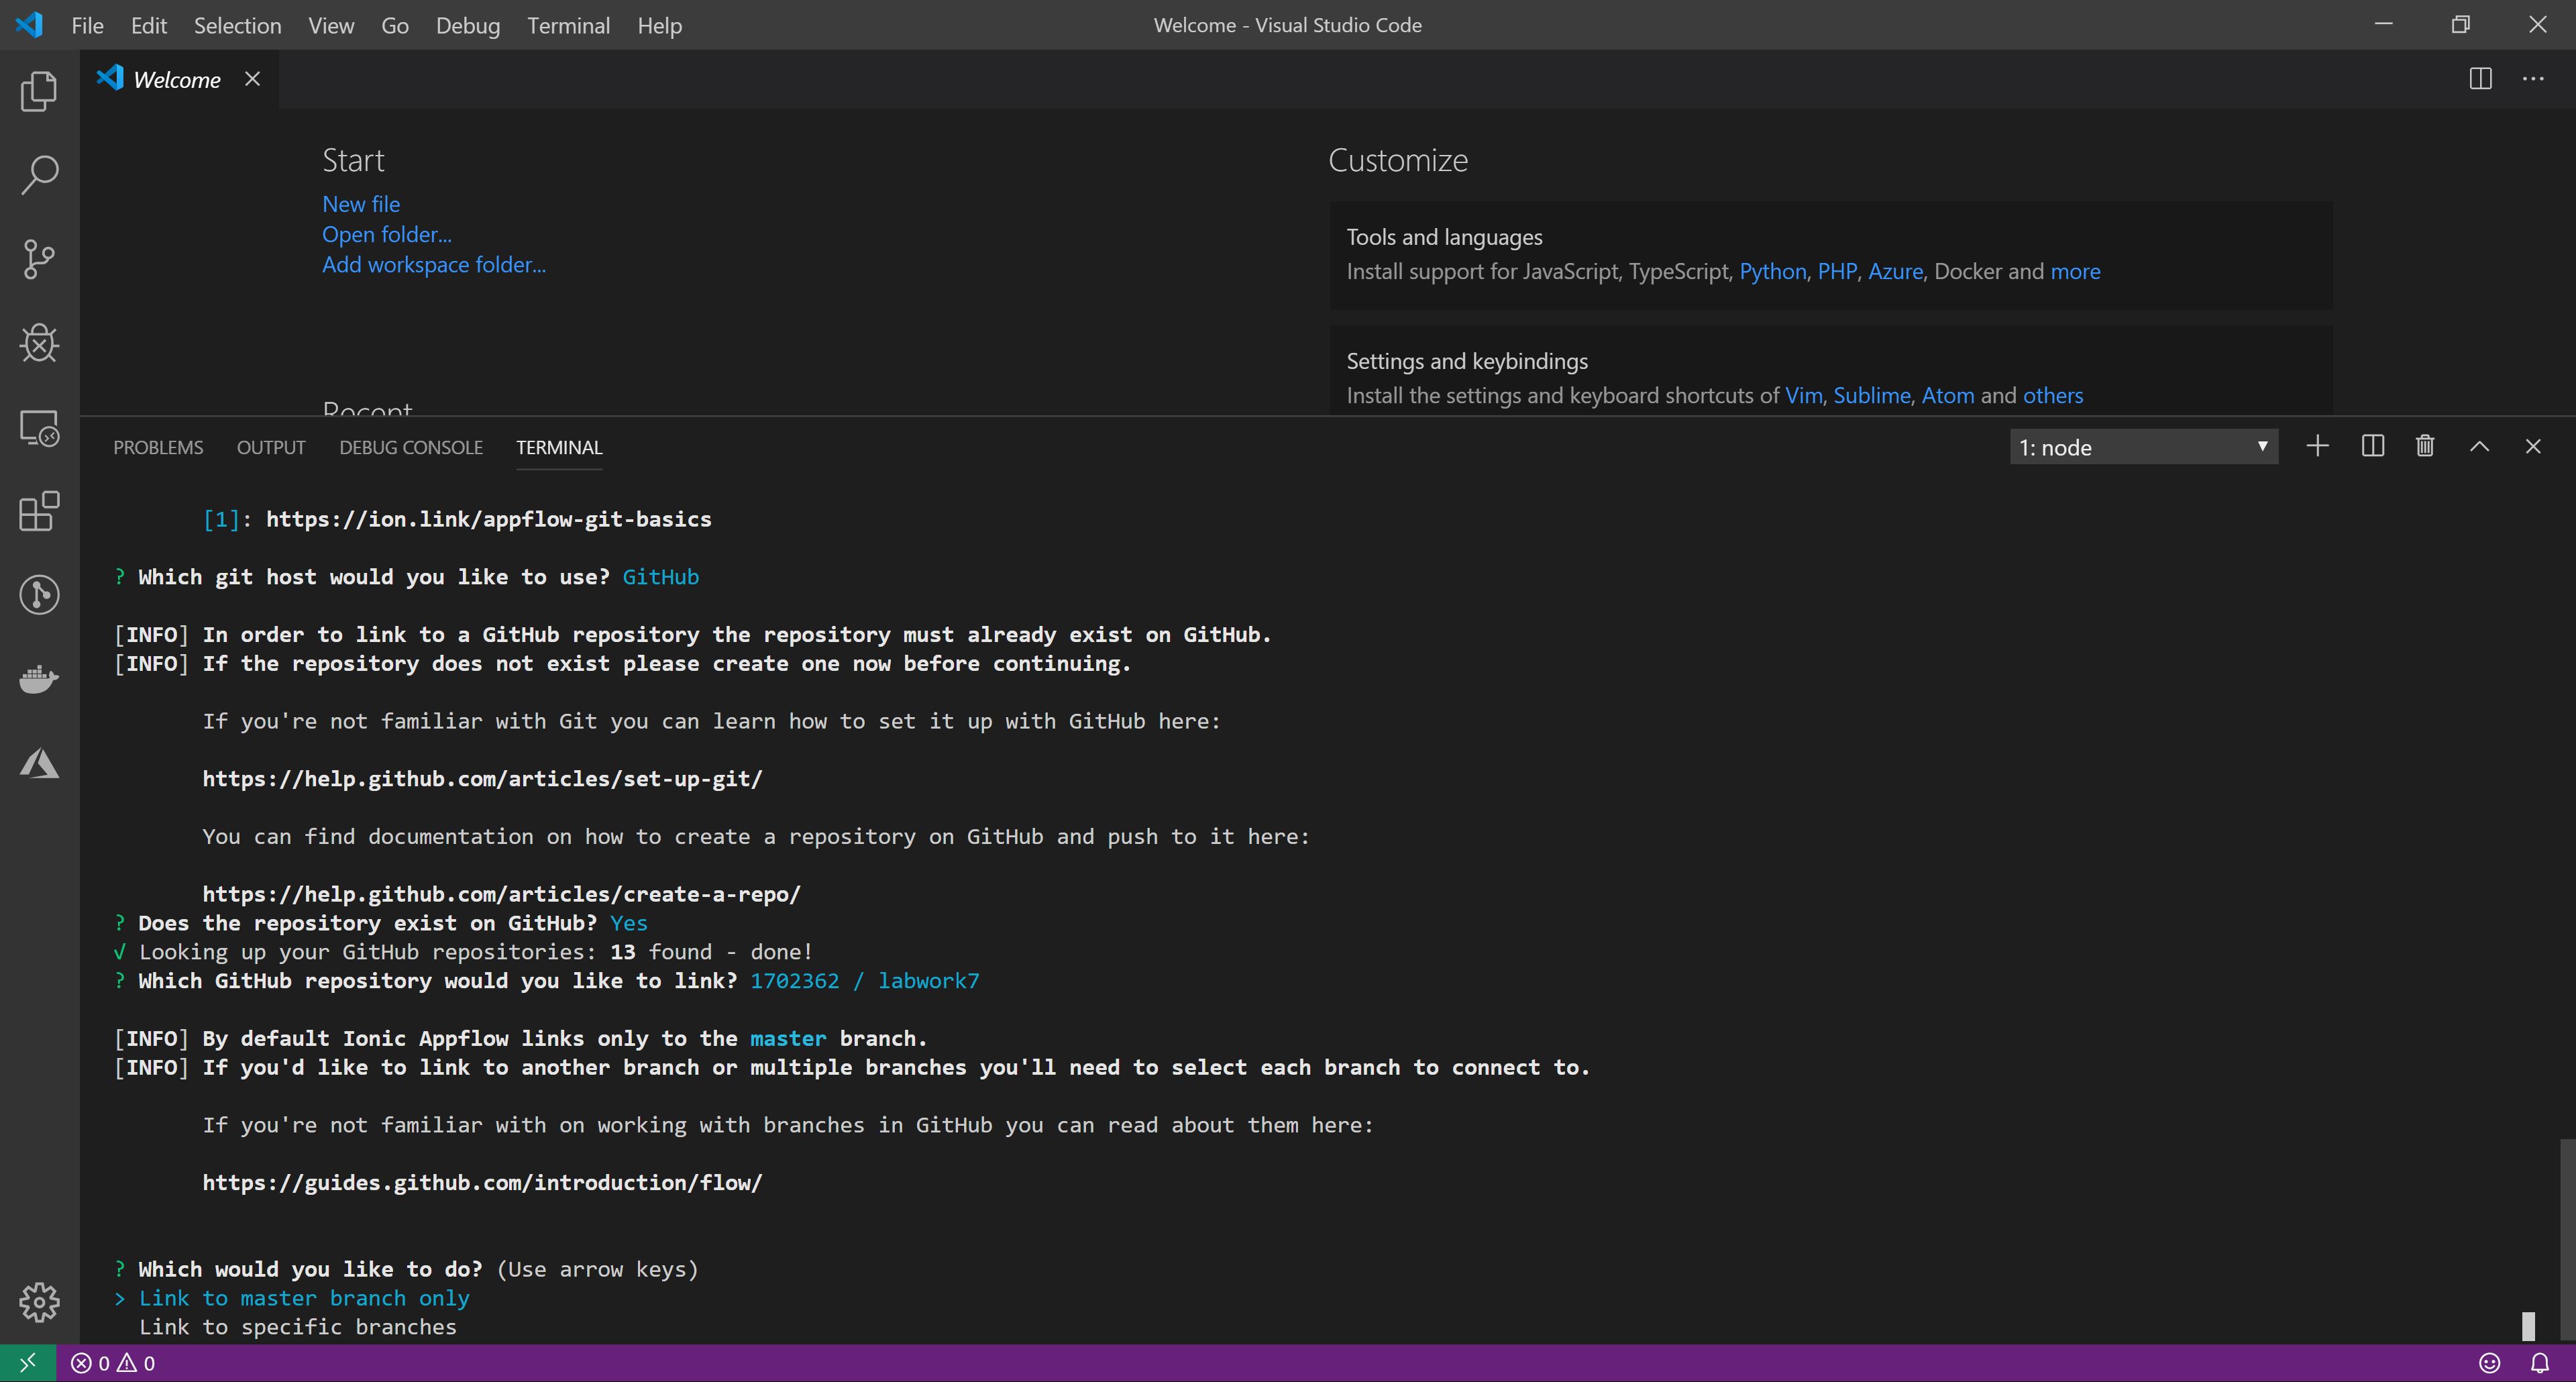 File Edit Selection View Go Debug Terminal Help
Welcome - Visual Studio Code
Welcome
Start
New file
Open folder...
Add workspace folder...
Recent
Customize
Tools and languages
Install support for JavaScript, TypeScript, Python, PHP, Azure, Docker and more
Settings and keybindings
Install the settings and keyboard shortcuts of Vim, Sublime, Atom and others
PROBLEMS OUTPUT DEBUG CONSOLE TERMINAL
1: node
[1]: https://ion.link/appflow-git-basics
? Which git host would you like to use? GitHub
[INFO] In order to link to a GitHub repository the repository must already exist on GitHub.
[INFO] If the repository does not exist please create one now before continuing.
If you're not familiar with Git you can learn how to set it up with GitHub here:
https://help.github.com/articles/set-up-git/
You can find documentation on how to create a repository on GitHub and push to it here:
https://help.github.com/articles/create-a-repo/
? Does the repository exist on GitHub? Yes
√ Looking up your GitHub repositories: 13 found - done!
? Which GitHub repository would you like to link? 1702362 / labwork7
[INFO] By default Ionic Appflow links only to the master branch.
[INFO] If you'd like to link to another branch or multiple branches you'll need to select each branch to connect to.
If you're not familiar with on working with branches in GitHub you can read about them here:
https://guides.github.com/introduction/flow/
? Which would you like to do? (Use arrow keys)
> Link to master branch only
Link to specific branches
0 0